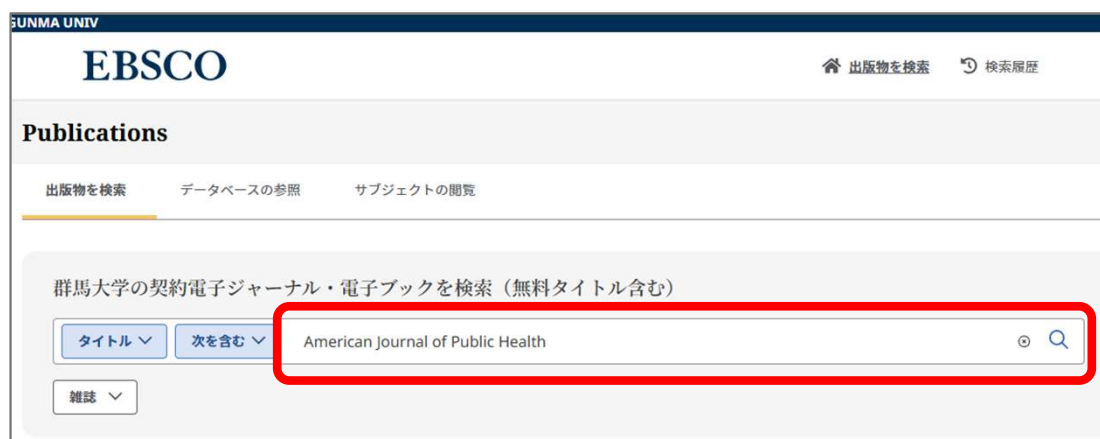 GUNMA UNIV
EBSCO
出版物を検索 検索履歴
Publications
出版物を検索 データベースの参照 サブジェクトの閲覧
群馬大学の契約電子ジャーナル・電子ブックを検索（無料タイトル含む）
タイトル 次を含む American Journal of Public Health
雑誌